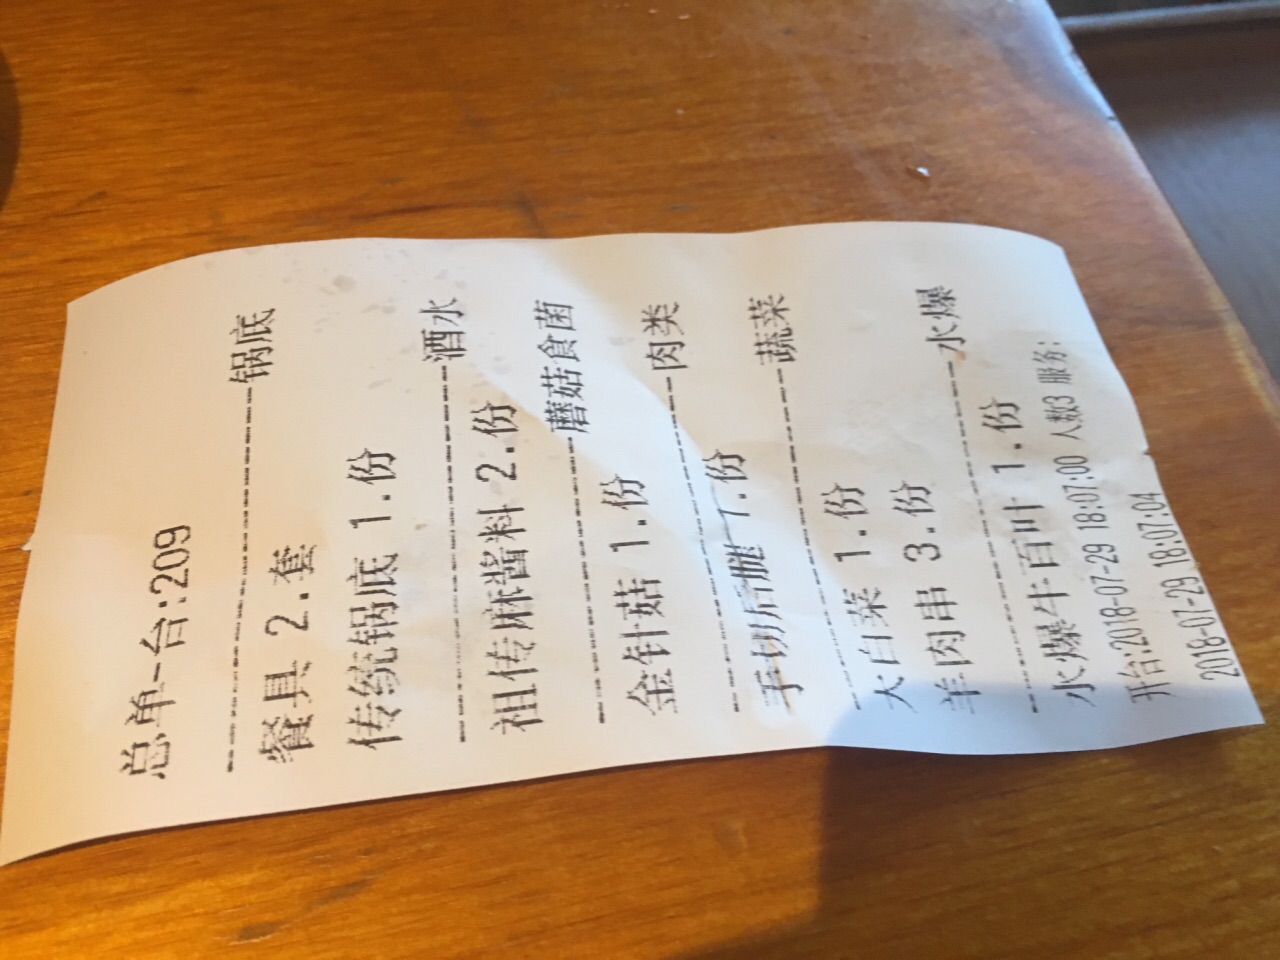 总单-台:209
锅底
餐具 2.套
传统锅底 1.份
酒水
祖传麻酱料 2.份
蘑菇食菌
金针菇 1.份
肉类
手切后腿 1.份
蔬菜
大白菜 1.份
羊肉串 3.份
水爆
水爆牛百叶 1.份
开台:2018-07-29 18:07:00 人数3 服务:
2018-07-29 18:07:04